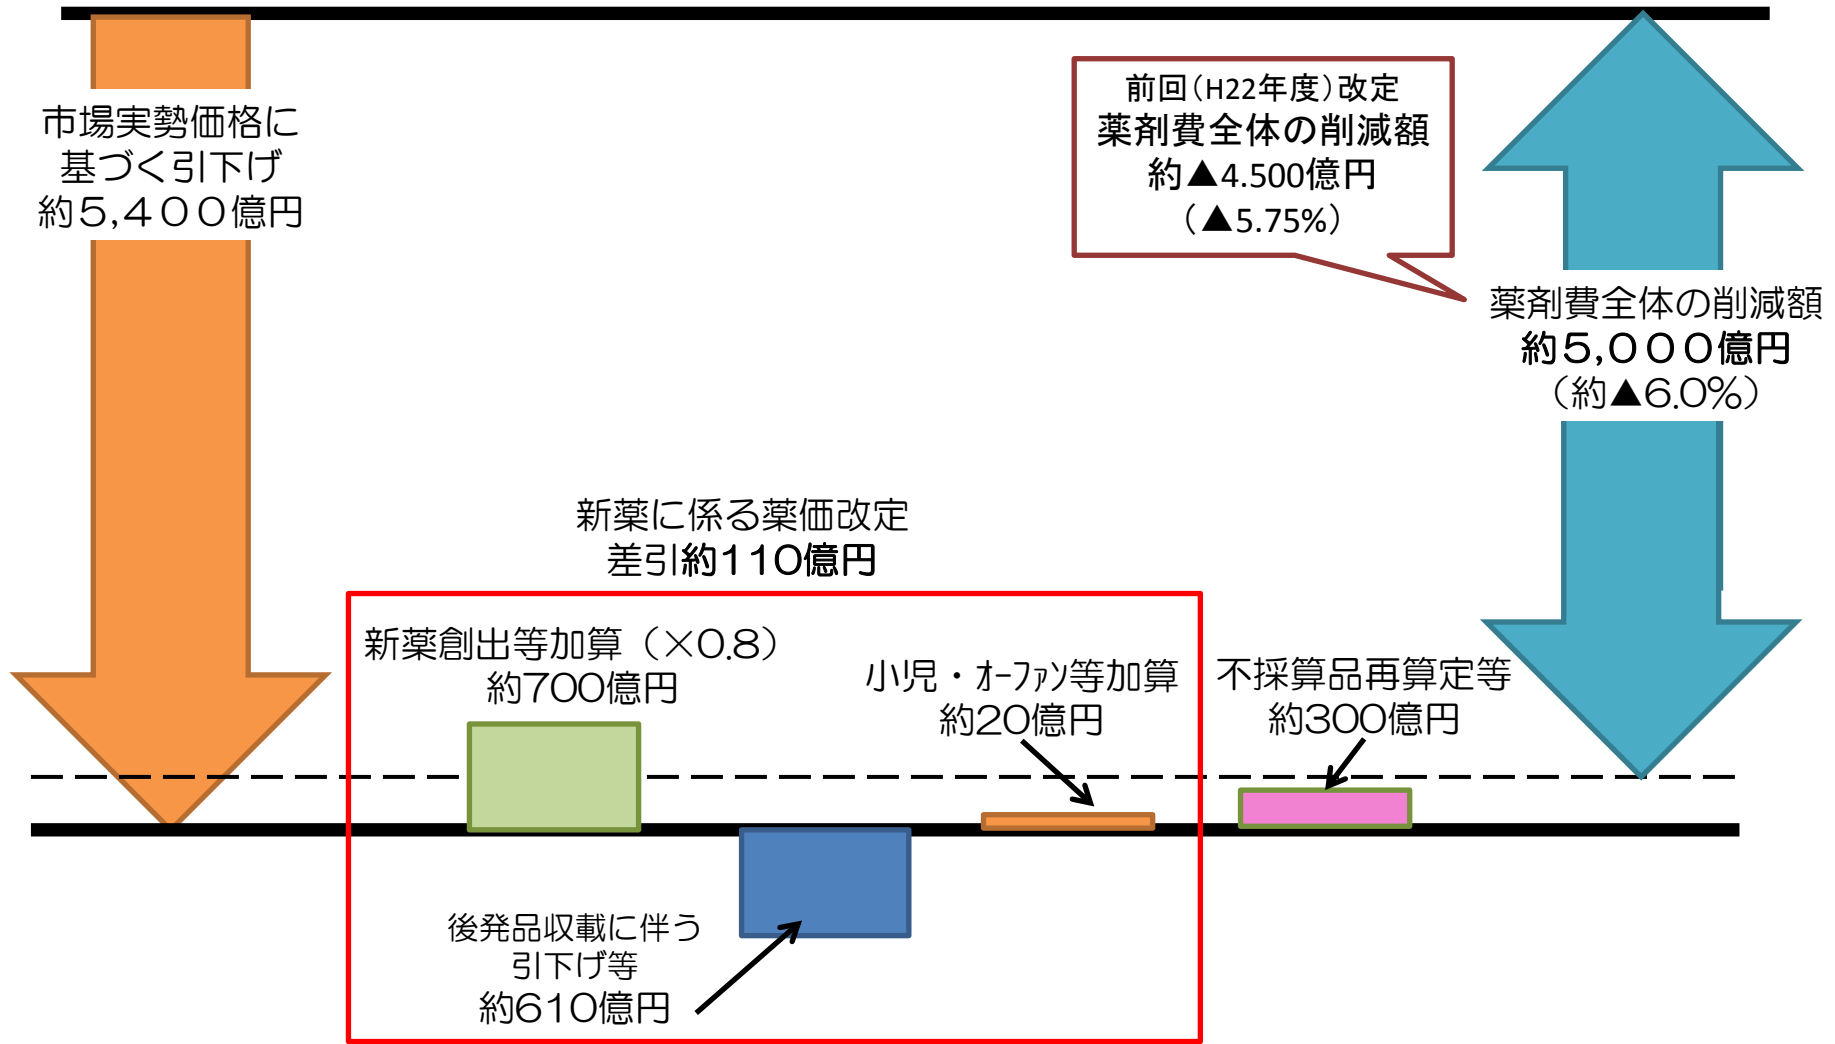 市場実勢価格に
基づく引下げ
約5,400億円
前回(H22年度)改定
薬剤費全体の削減額
約▲4.500億円
(▲5.75%)
薬剤費全体の削減額
約5,000億円
(約▲6.0%)
新薬に係る薬価改定
差引約110億円
新薬創出等加算(×0.8)
約700億円
小児・オーファン等加算
約20億円
不採算品再算定等
約300億円
後発品収載に伴う
引下げ等
約610億円